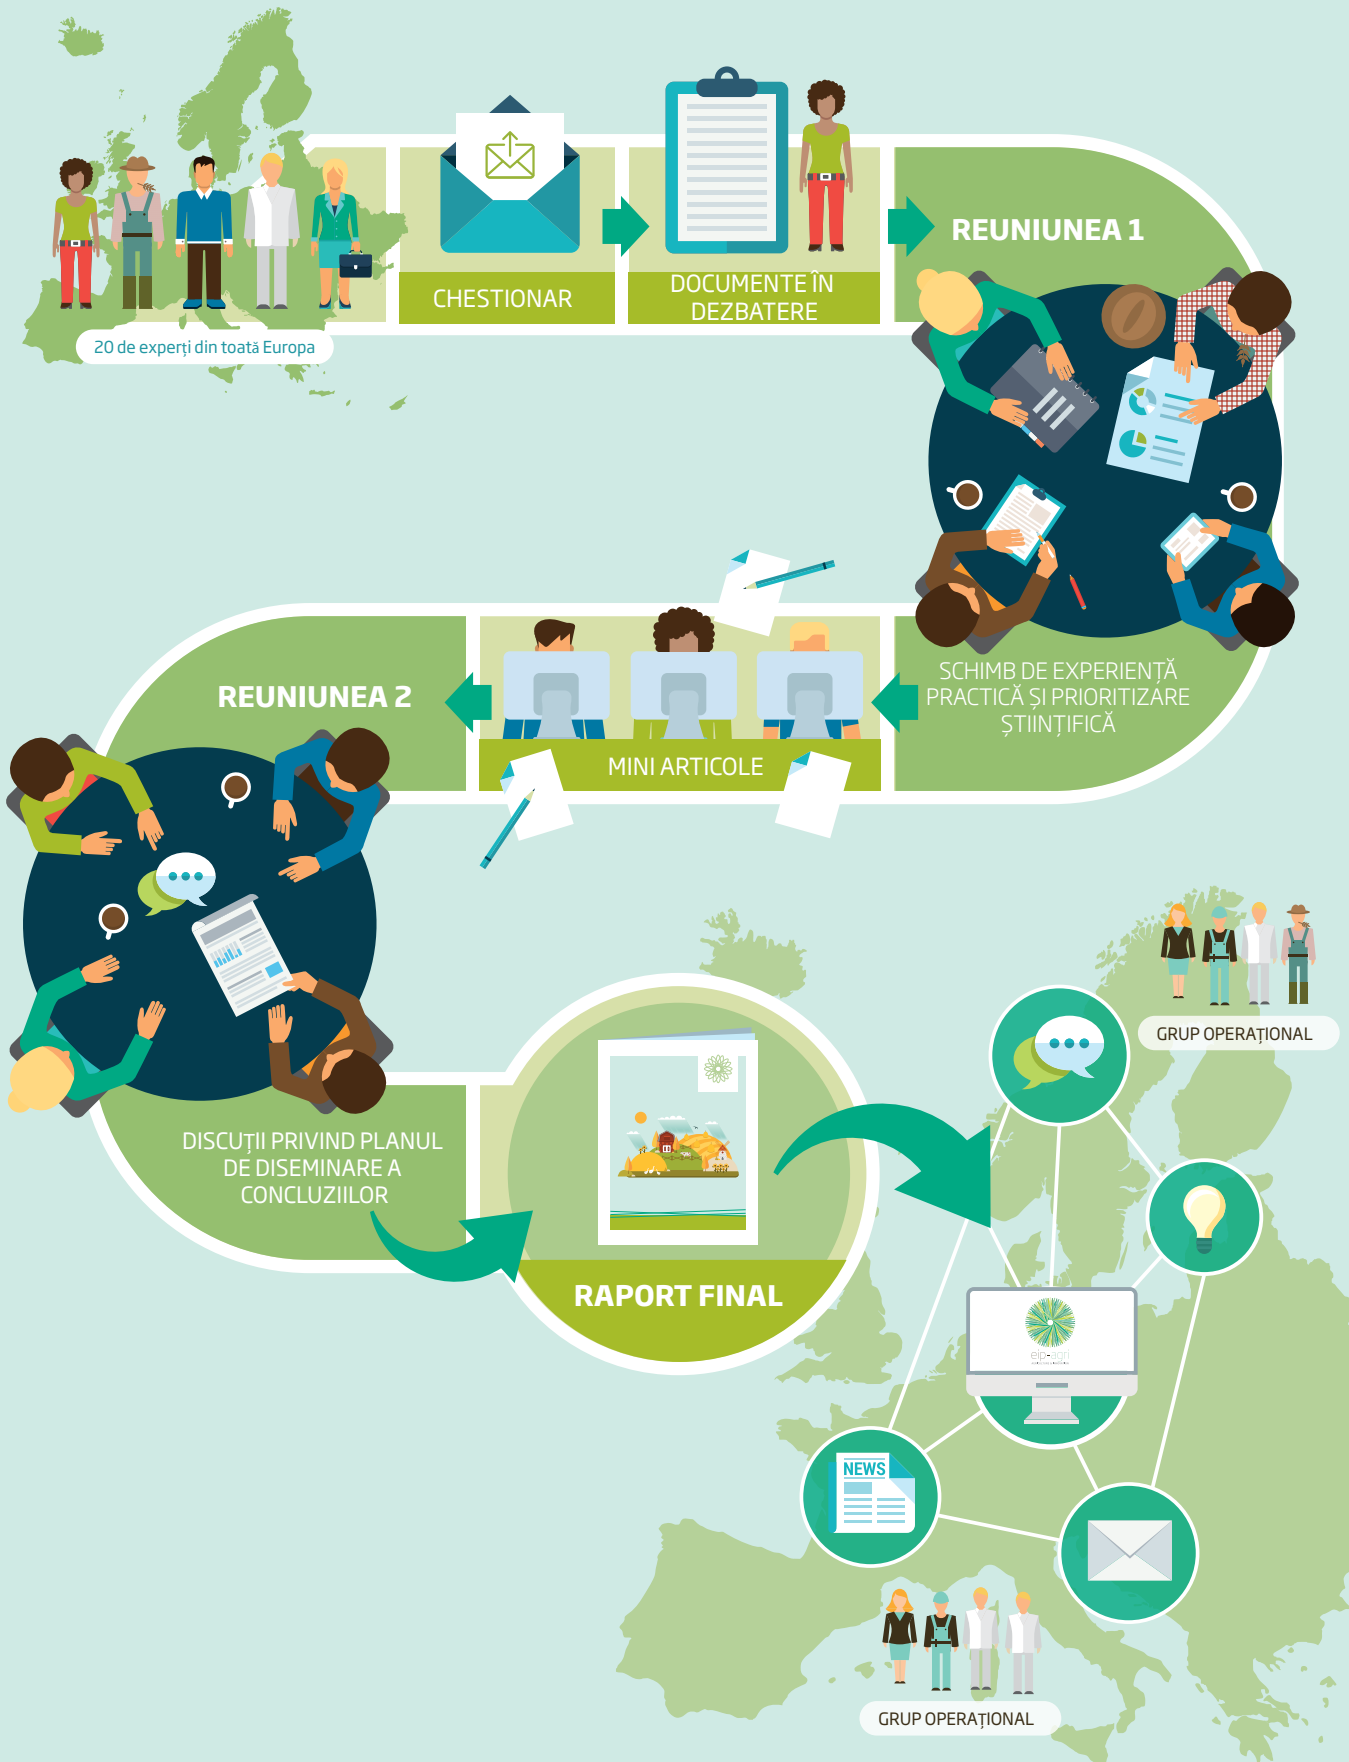 20 de experți din toată Europa
CHESTIONAR
DOCUMENTE ÎN
DEZBATERE
REUNIUNEA 1
SCHIMB DE EXPERIENȚĂ
PRACTICĂ ȘI PRIORITIZARE
ȘTIINȚIFICĂ
MINI ARTICOLE
REUNIUNEA 2
DISCUȚII PRIVIND PLANUL
DE DISEMINARE A
CONCLUZIILOR
RAPORT FINAL
GRUP OPERAȚIONAL
eip-agri
NEWS
GRUP OPERAȚIONAL